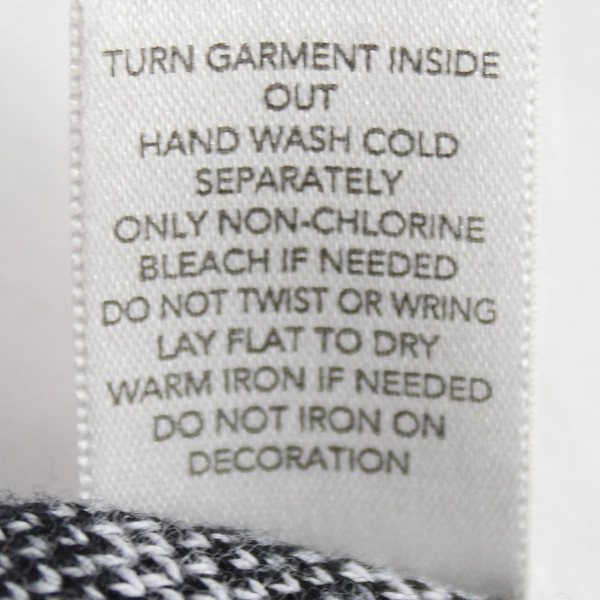 TURN GARMENT INSIDE
OUT
HAND WASH COLD
SEPARATELY
ONLY NON-CHLORINE
BLEACH IF NEEDED
DO NOT TWIST OR WRING
LAY FLAT TO DRY
WARM IRON IF NEEDED
DO NOT IRON ON
DECORATION